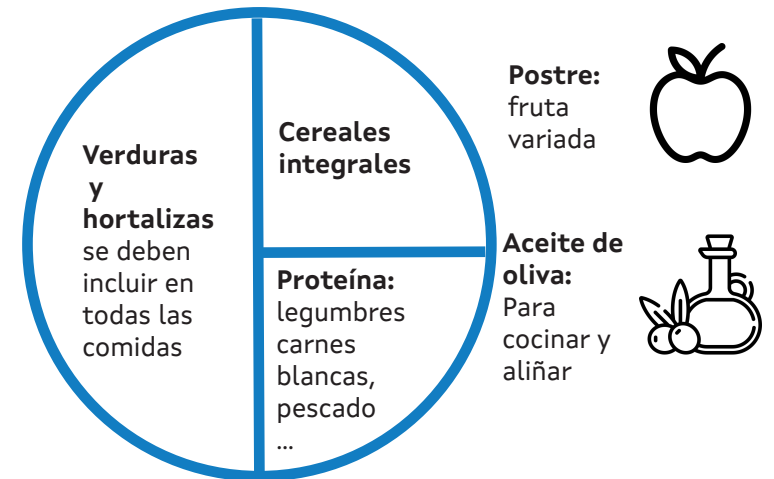 Verduras
y
hortalizas
se deben
incluir en
todas las
comidas
Cereales
integrales
Proteína:
legumbres
carnes
blancas,
pescado
...
Postre:
fruta
variada
Aceite de
oliva:
Para
cocinar y
aliñar